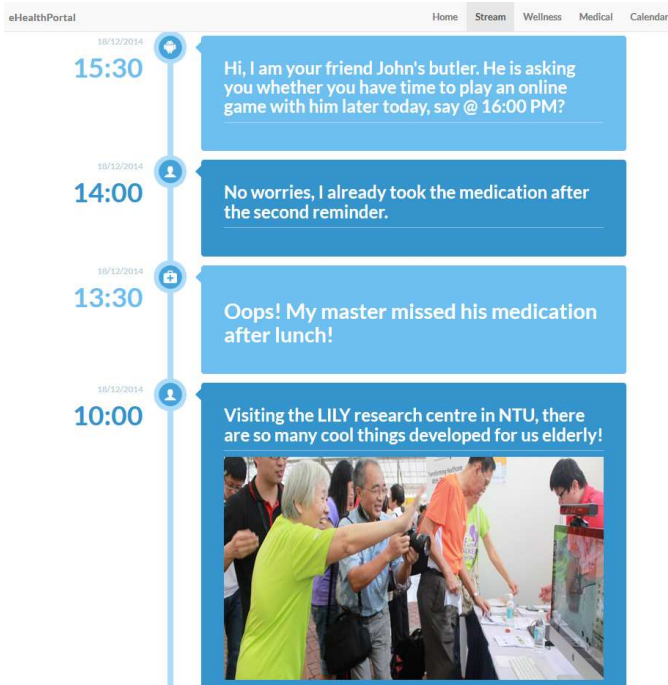 eHealthPortal
Home Stream Wellness Medical Calendar
18/12/2014
15:30
Hi, I am your friend John's butler. He is asking
you whether you have time to play an online
game with him later today, say @ 16:00 PM?
18/12/2014
14:00
No worries, I already took the medication after
the second reminder.
18/12/2014
13:30
Oops! My master missed his medication
after lunch!
18/12/2014
10:00
Visiting the LILY research centre in NTU, there
are so many cool things developed for us elderly!